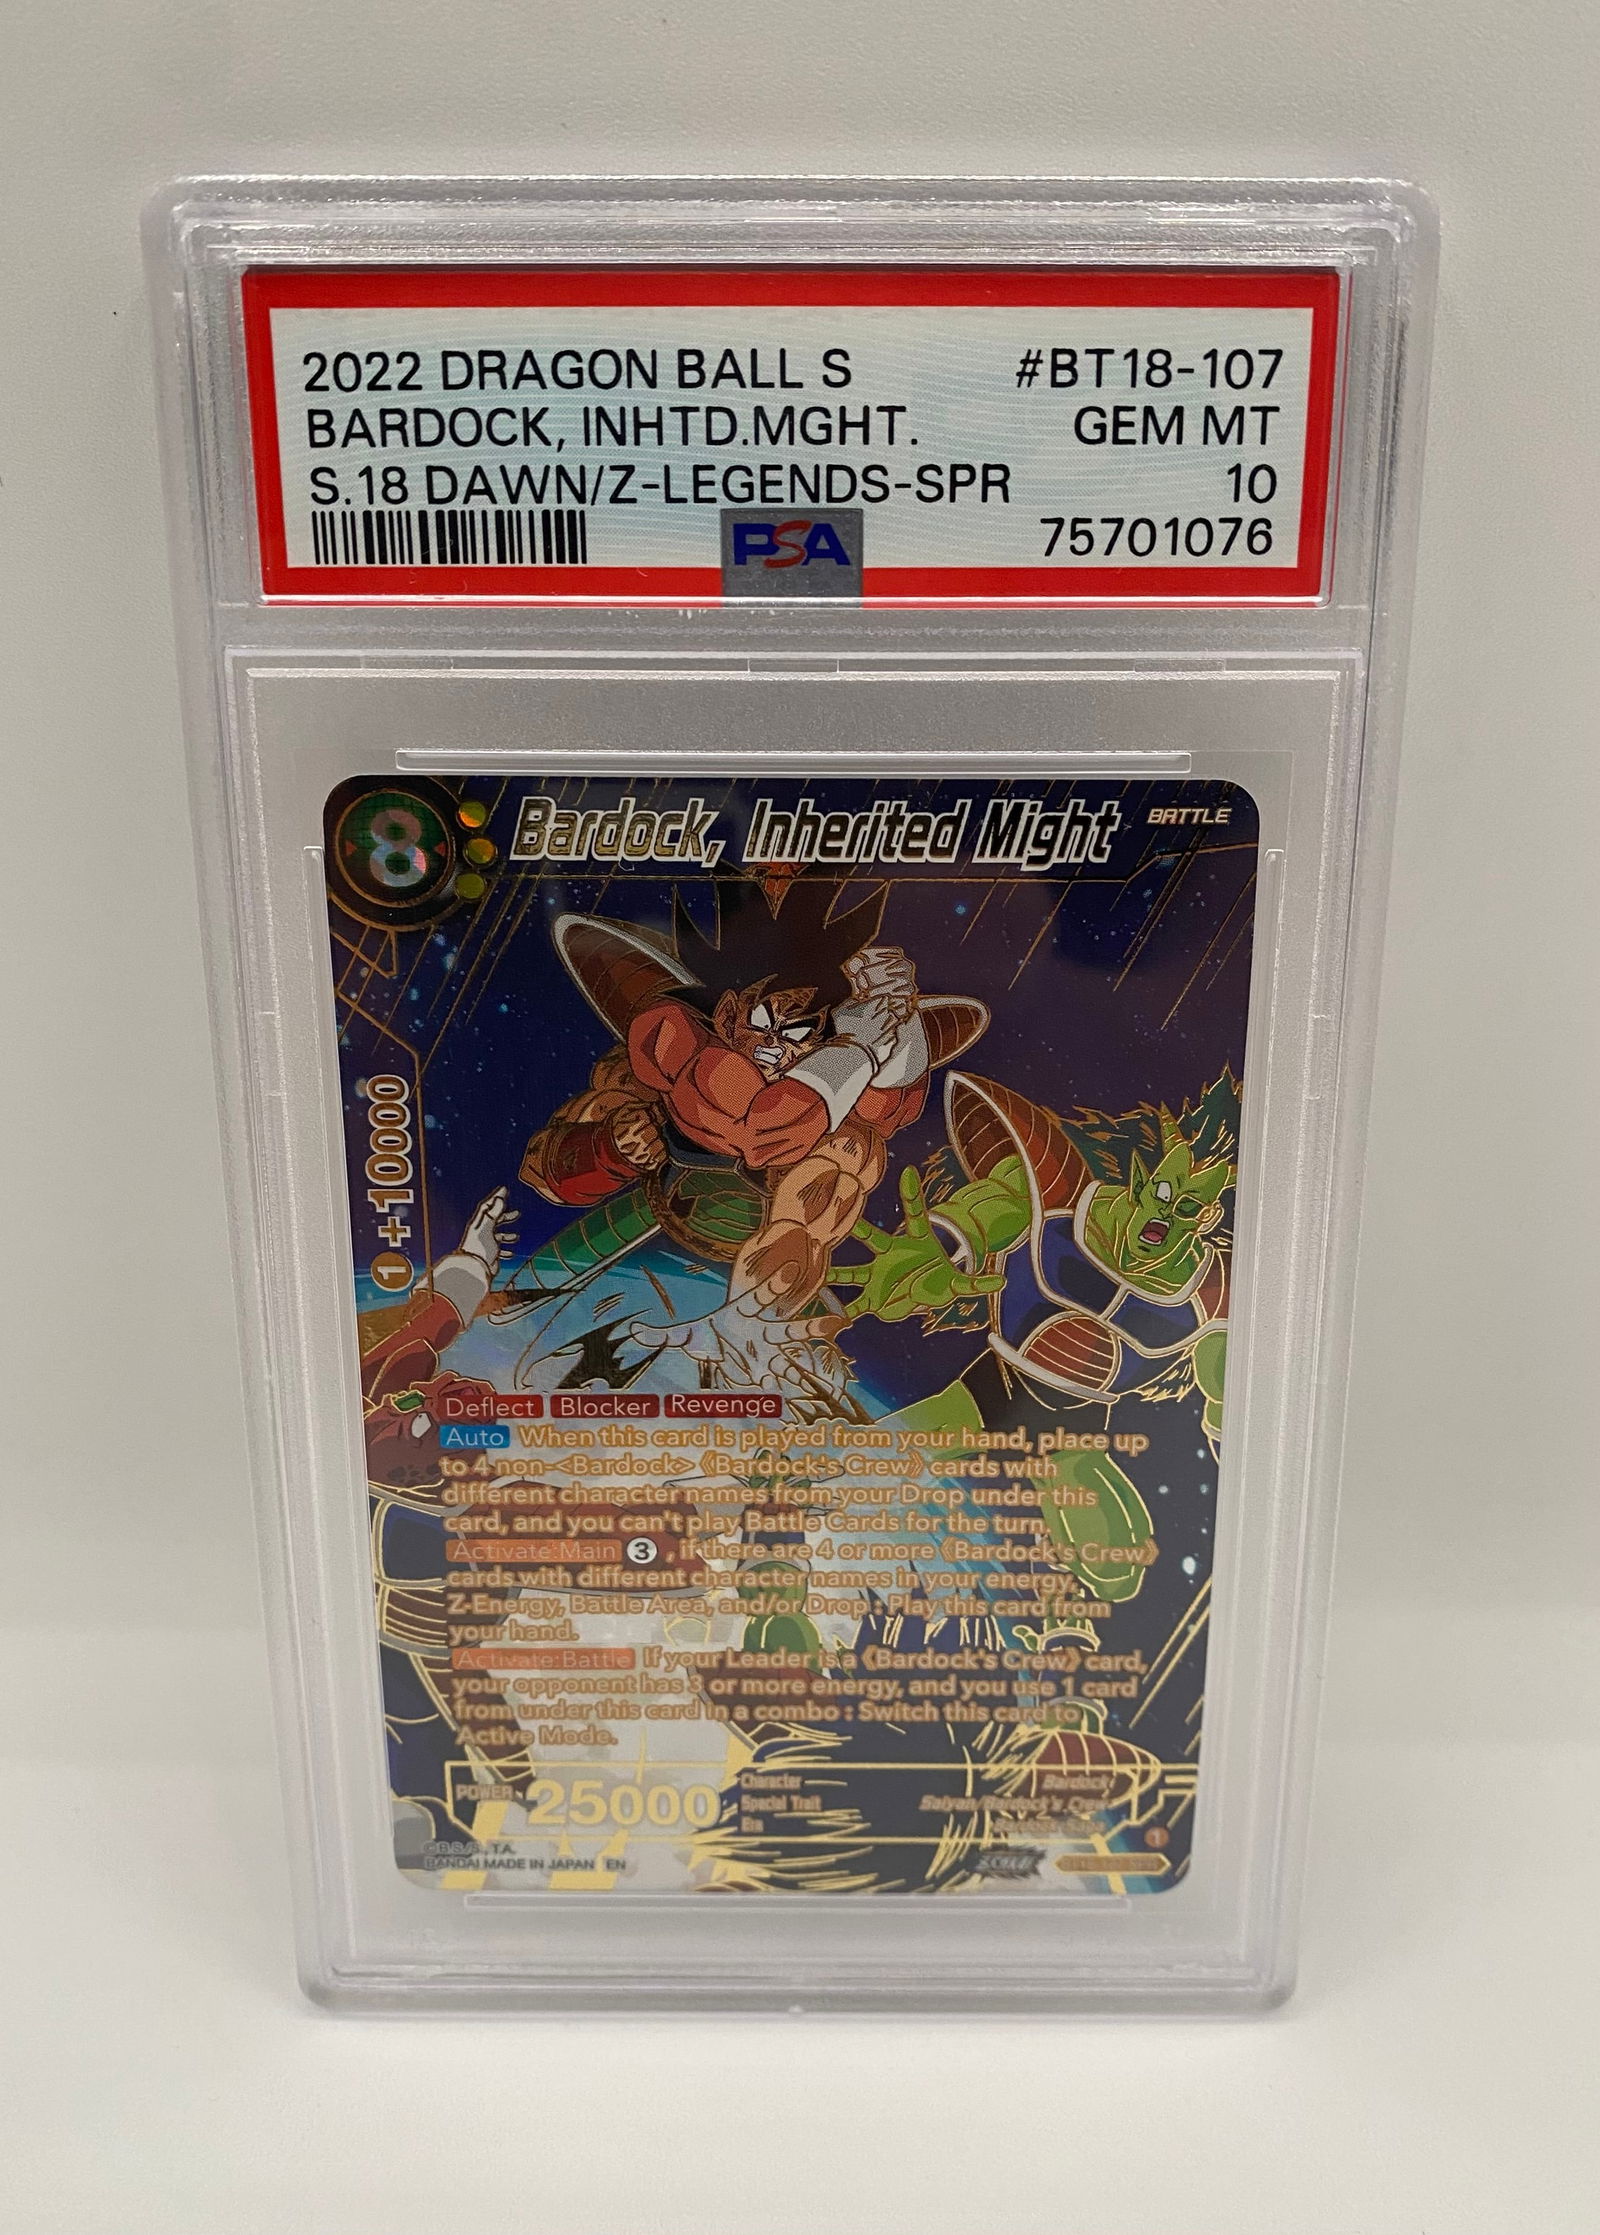 2022 DRAGON BALL S #BT18-107
BARDOCK, INHTD.MGHT. GEM MT
S.18 DAWN/Z-LEGENDS-SPR 10
PSA 75701076
8 Bardock, Inherited Might BATTLE
1 +10000
Deflect Blocker Revenge
Auto When this card is played from your hand, place up
to 4 non-<Bardock> 《Bardock's Crew》 cards with
different character names from your Drop under this
card, and you can't play Battle Cards for the turn.
Activate:Main 3 , if there are 4 or more 《Bardock's Crew》
cards with different character names in your energy,
Z-Energy, Battle Area, and/or Drop : Play this card from
your hand.
Activate:Battle If your Leader is a 《Bardock's Crew》 card,
your opponent has 3 or more energy, and you use 1 card
from under this card in a combo : Switch this card to
Active Mode.
POWER 25000
Character Bardock
Special Trait Saiyan/Bardock's Crew
Era
1
©B.S./S., T.A.
BANDAI MADE IN JAPAN EN